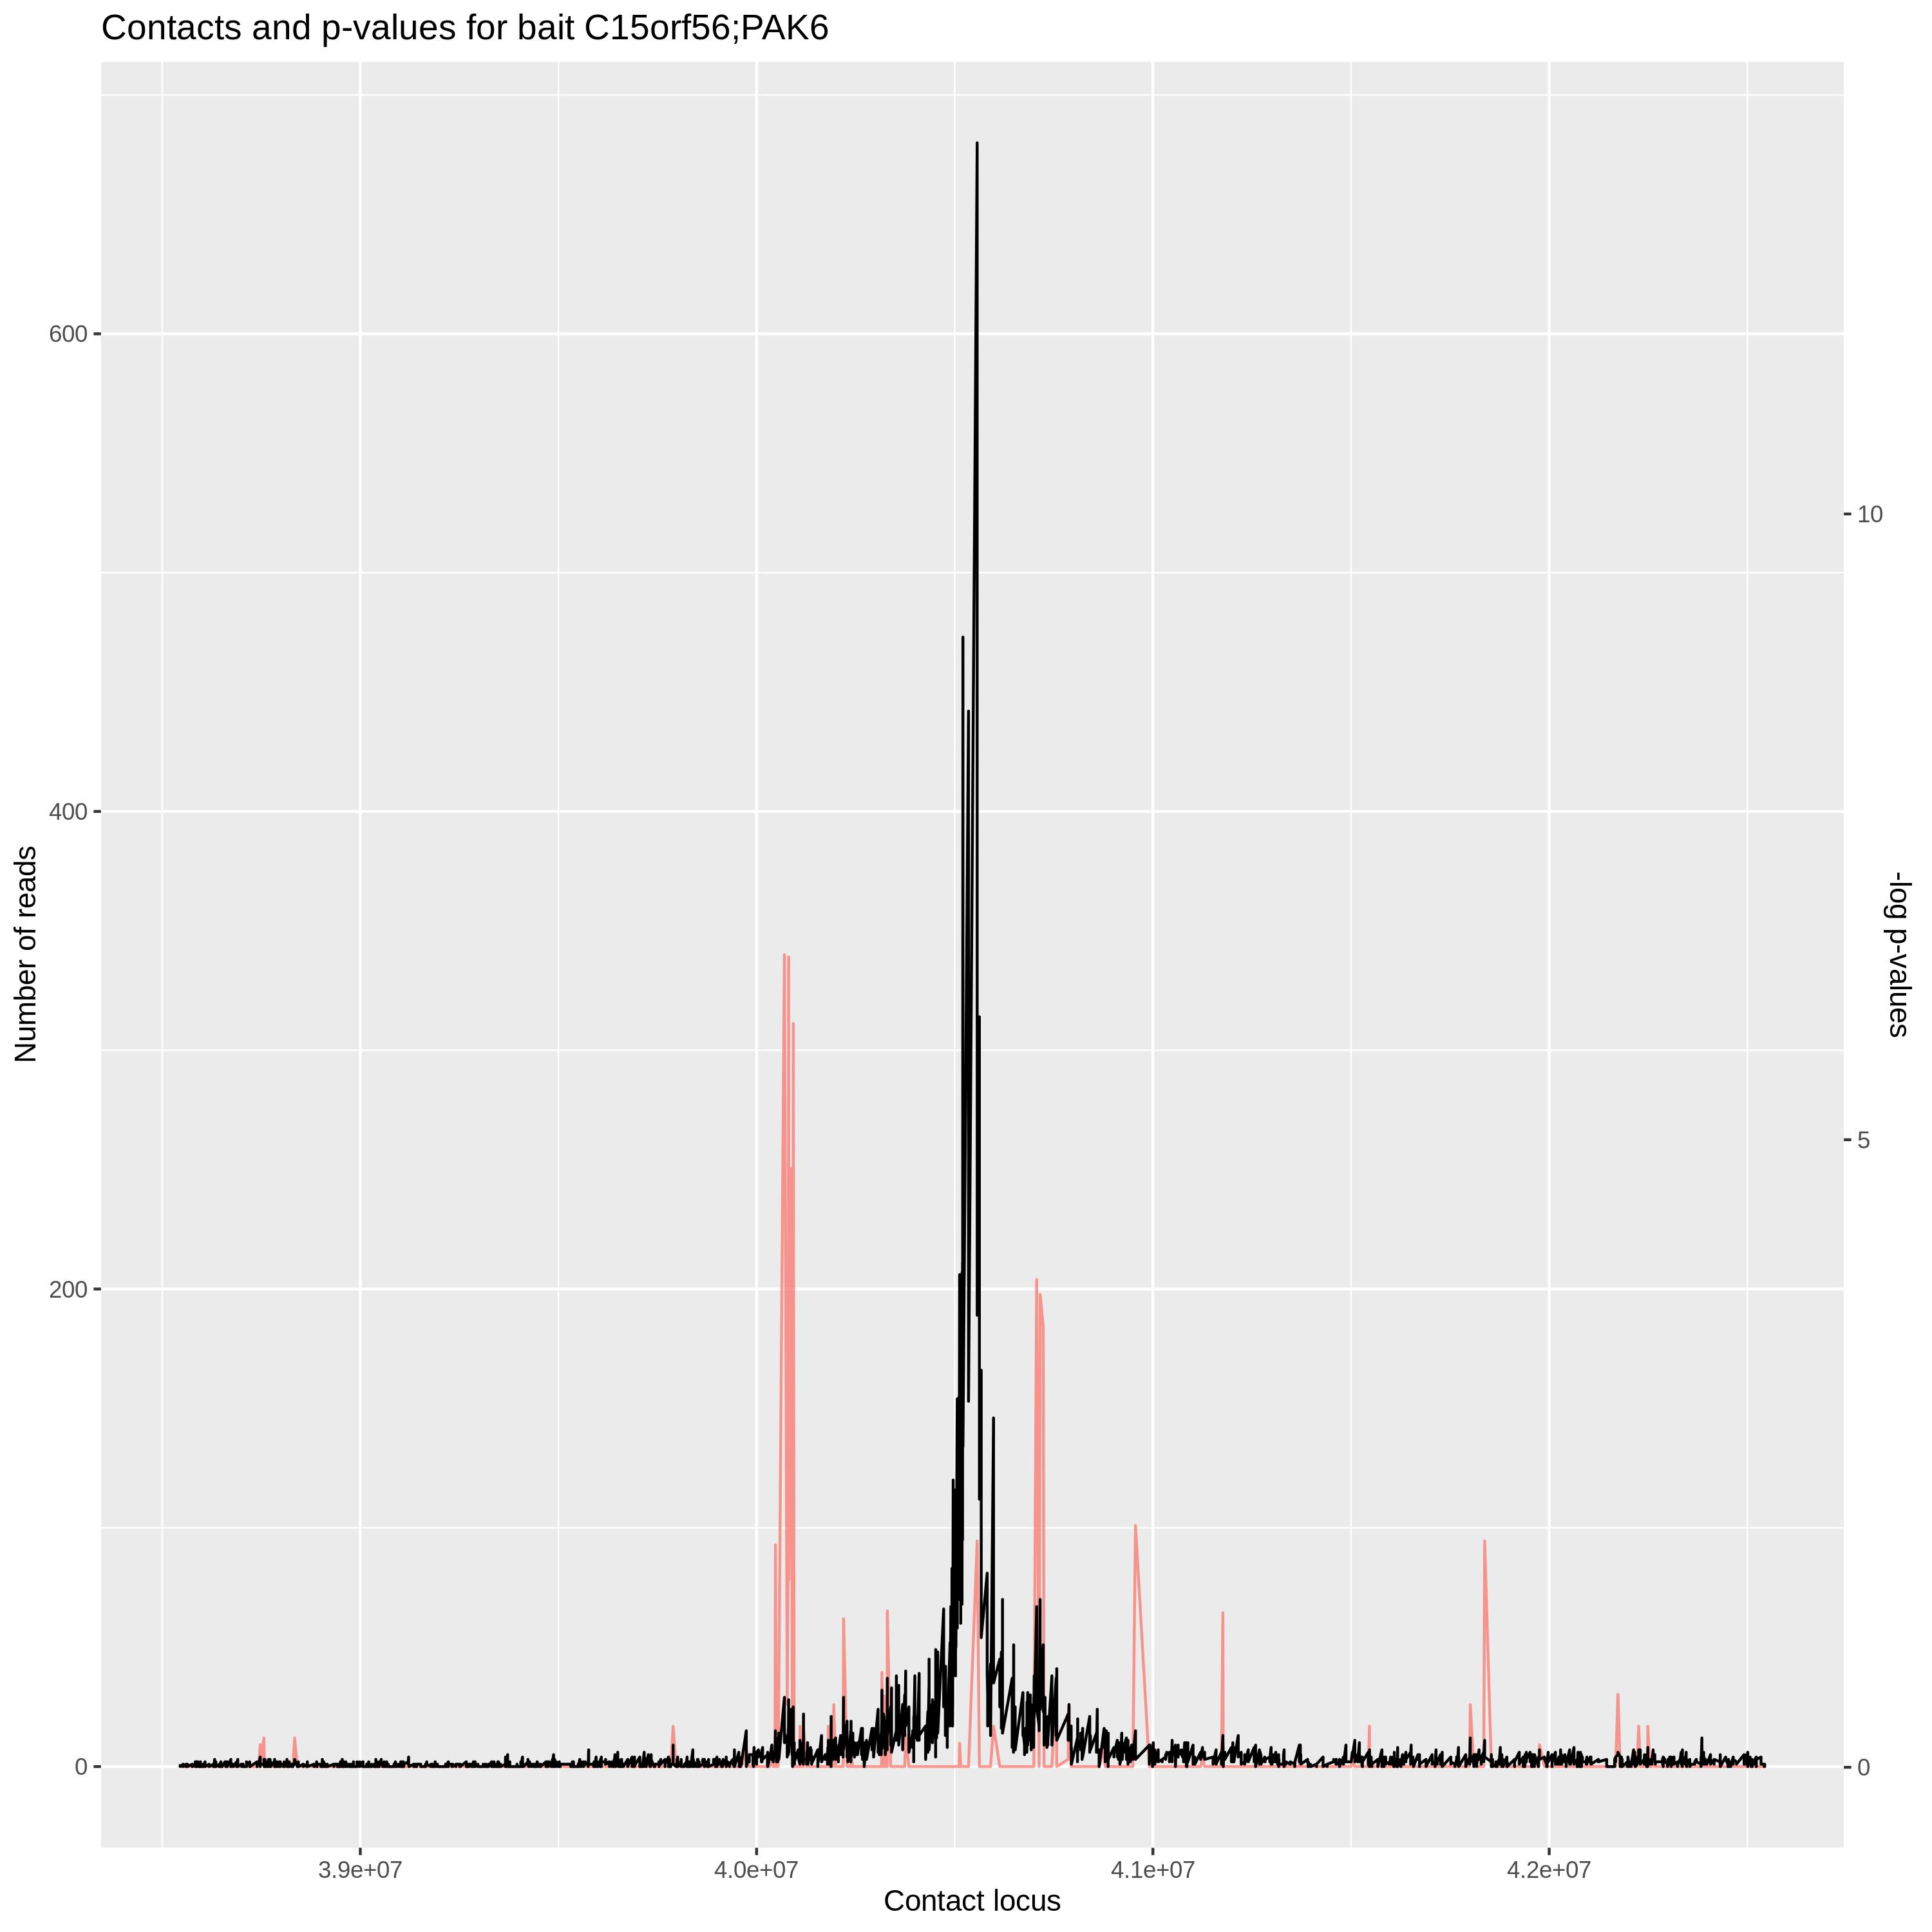 Contacts and p-values for bait C15orf56;PAK6
600
400
200
0
Number of reads
10
5
0
-log p-values
3.9e+07 4.0e+07 4.1e+07 4.2e+07
Contact locus